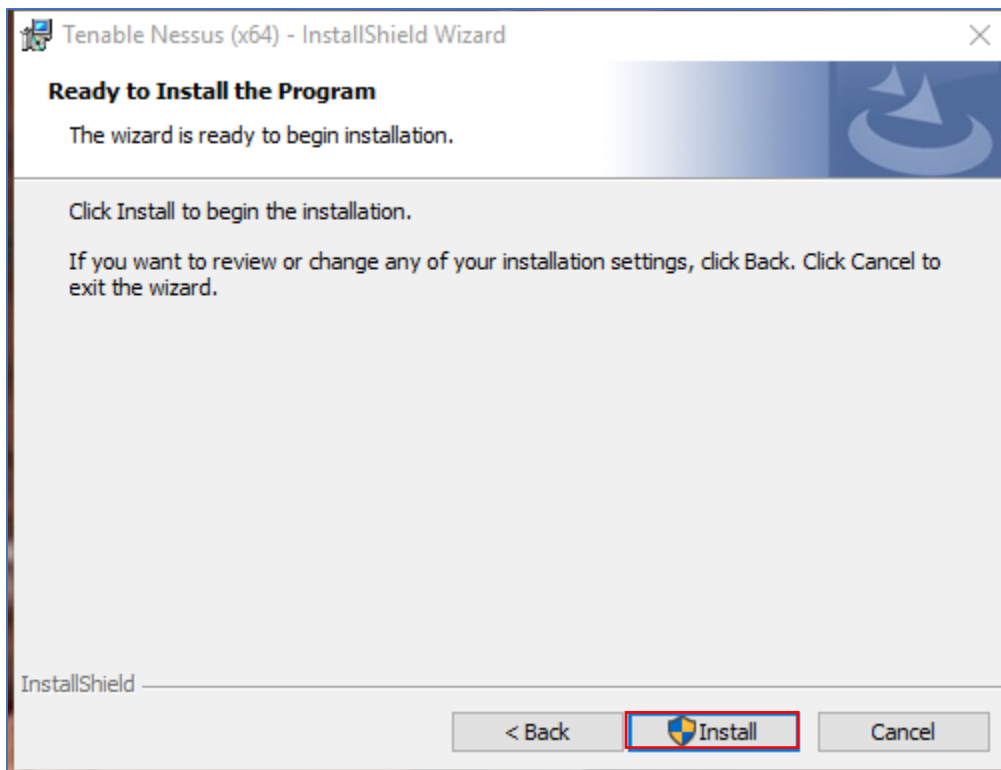 Tenable Nessus (x64) - InstallShield Wizard
Ready to Install the Program
The wizard is ready to begin installation.
Click Install to begin the installation.
If you want to review or change any of your installation settings, click Back. Click Cancel to
exit the wizard.
InstallShield
< Back
Install
Cancel